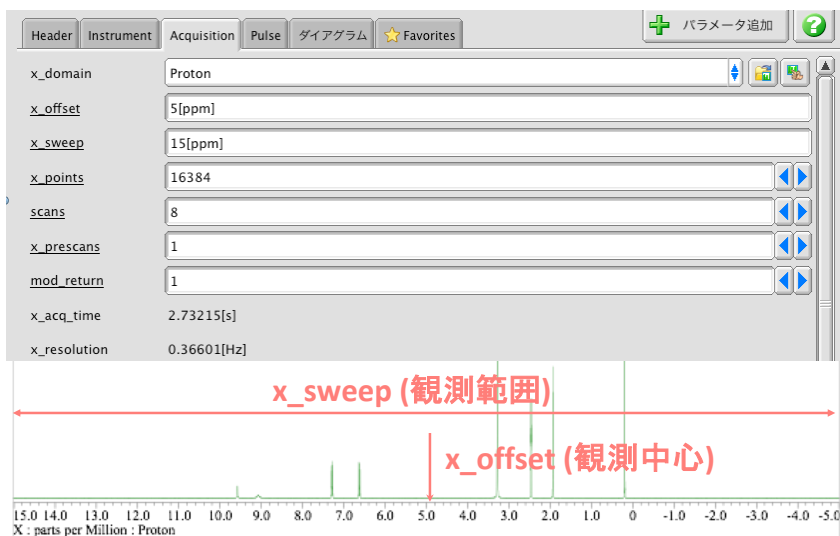 Header Instrument Acquisition Pulse ダイアグラム Favorites パラメータ追加 ?
x_domain Proton
x_offset 5[ppm]
x_sweep 15[ppm]
x_points 16384
scans 8
x_prescans 1
mod_return 1
x_acq_time 2.73215[s]
x_resolution 0.36601[Hz]
x_sweep (観測範囲)
x_offset (観測中心)
15.0 14.0 13.0 12.0 11.0 10.0 9.0 8.0 7.0 6.0 5.0 4.0 3.0 2.0 1.0 0 -1.0 -2.0 -3.0 -4.0 -5.0
X : parts per Million : Proton